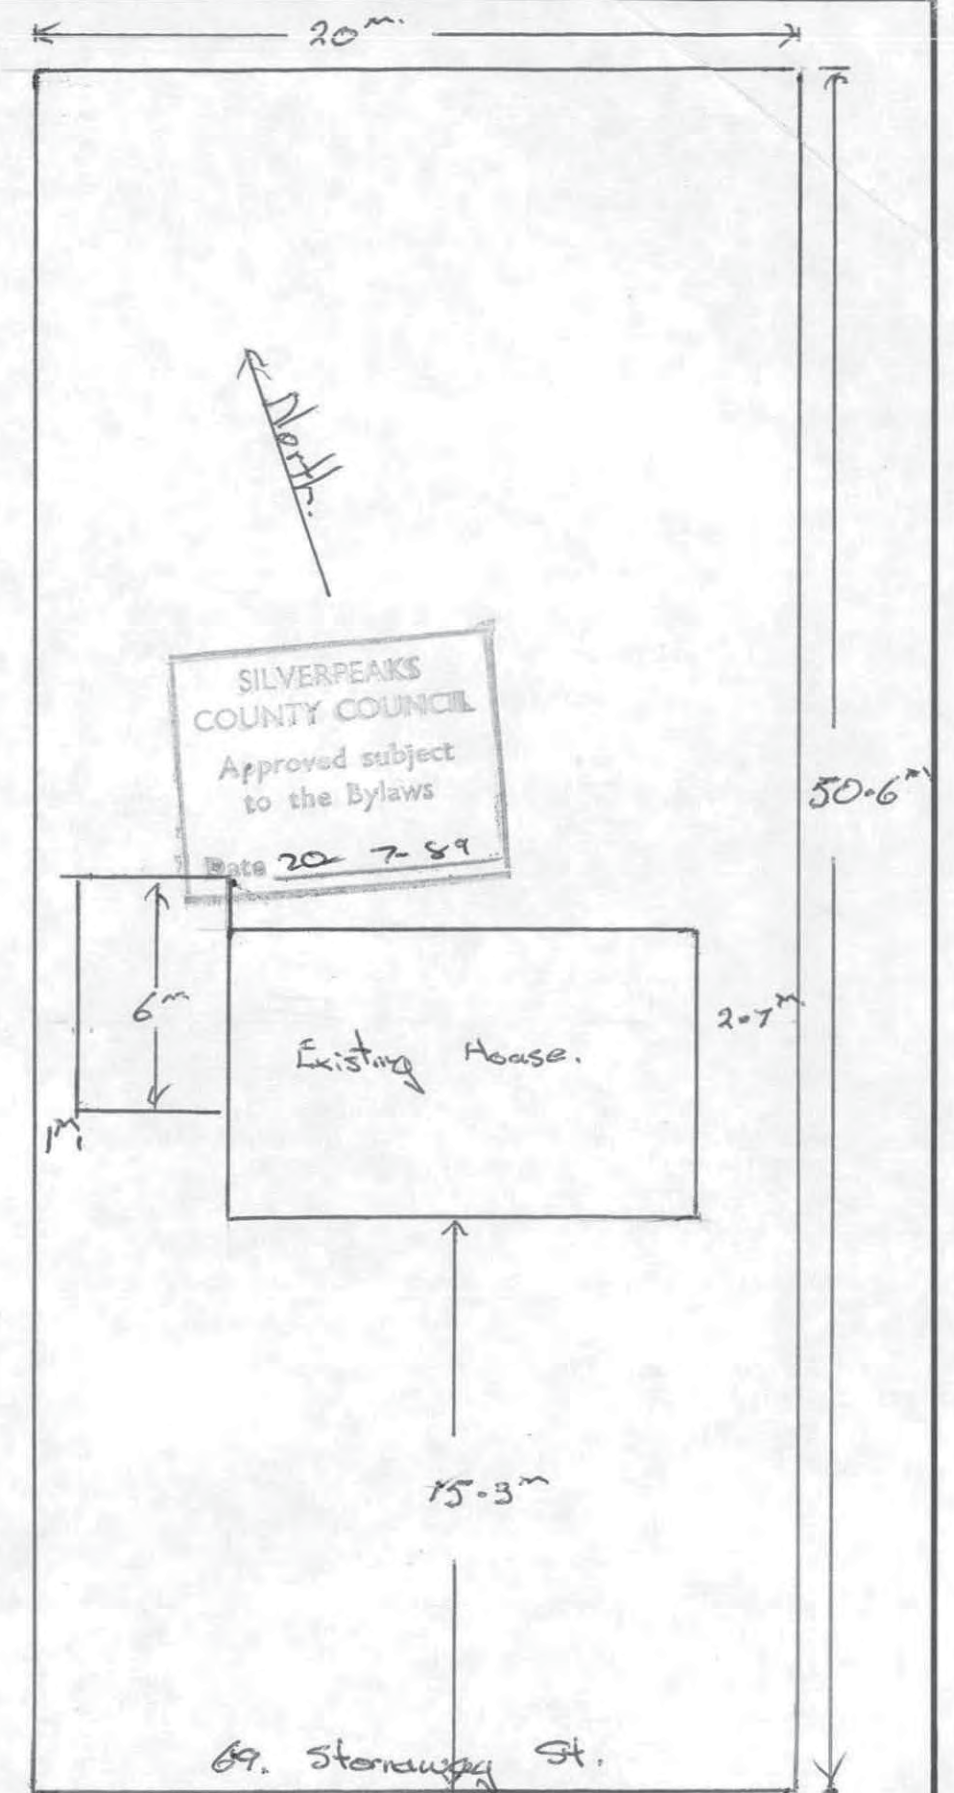 20m.
North.
SILVERPEAKS
COUNTY COUNCIL
Approved subject
to the Bylaws
Date 20 7-89
50.6m
6m
Existing House.
2.7m
1m
15.3m
69. Stornaway St.